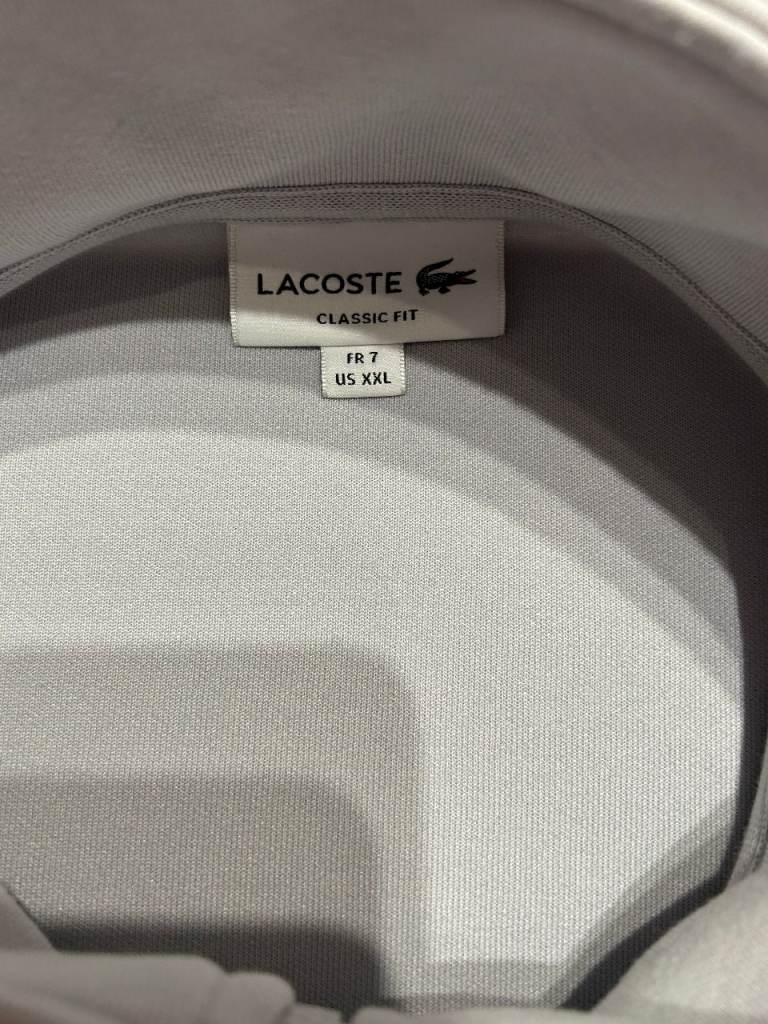 LACOSTE
CLASSIC FIT
FR 7
US XXL